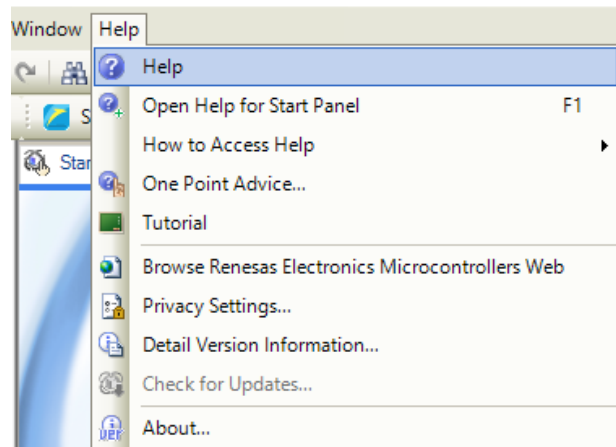 Window Help
Help
Open Help for Start Panel F1
How to Access Help
One Point Advice...
Tutorial
Browse Renesas Electronics Microcontrollers Web
Privacy Settings...
Detail Version Information...
Check for Updates...
About...